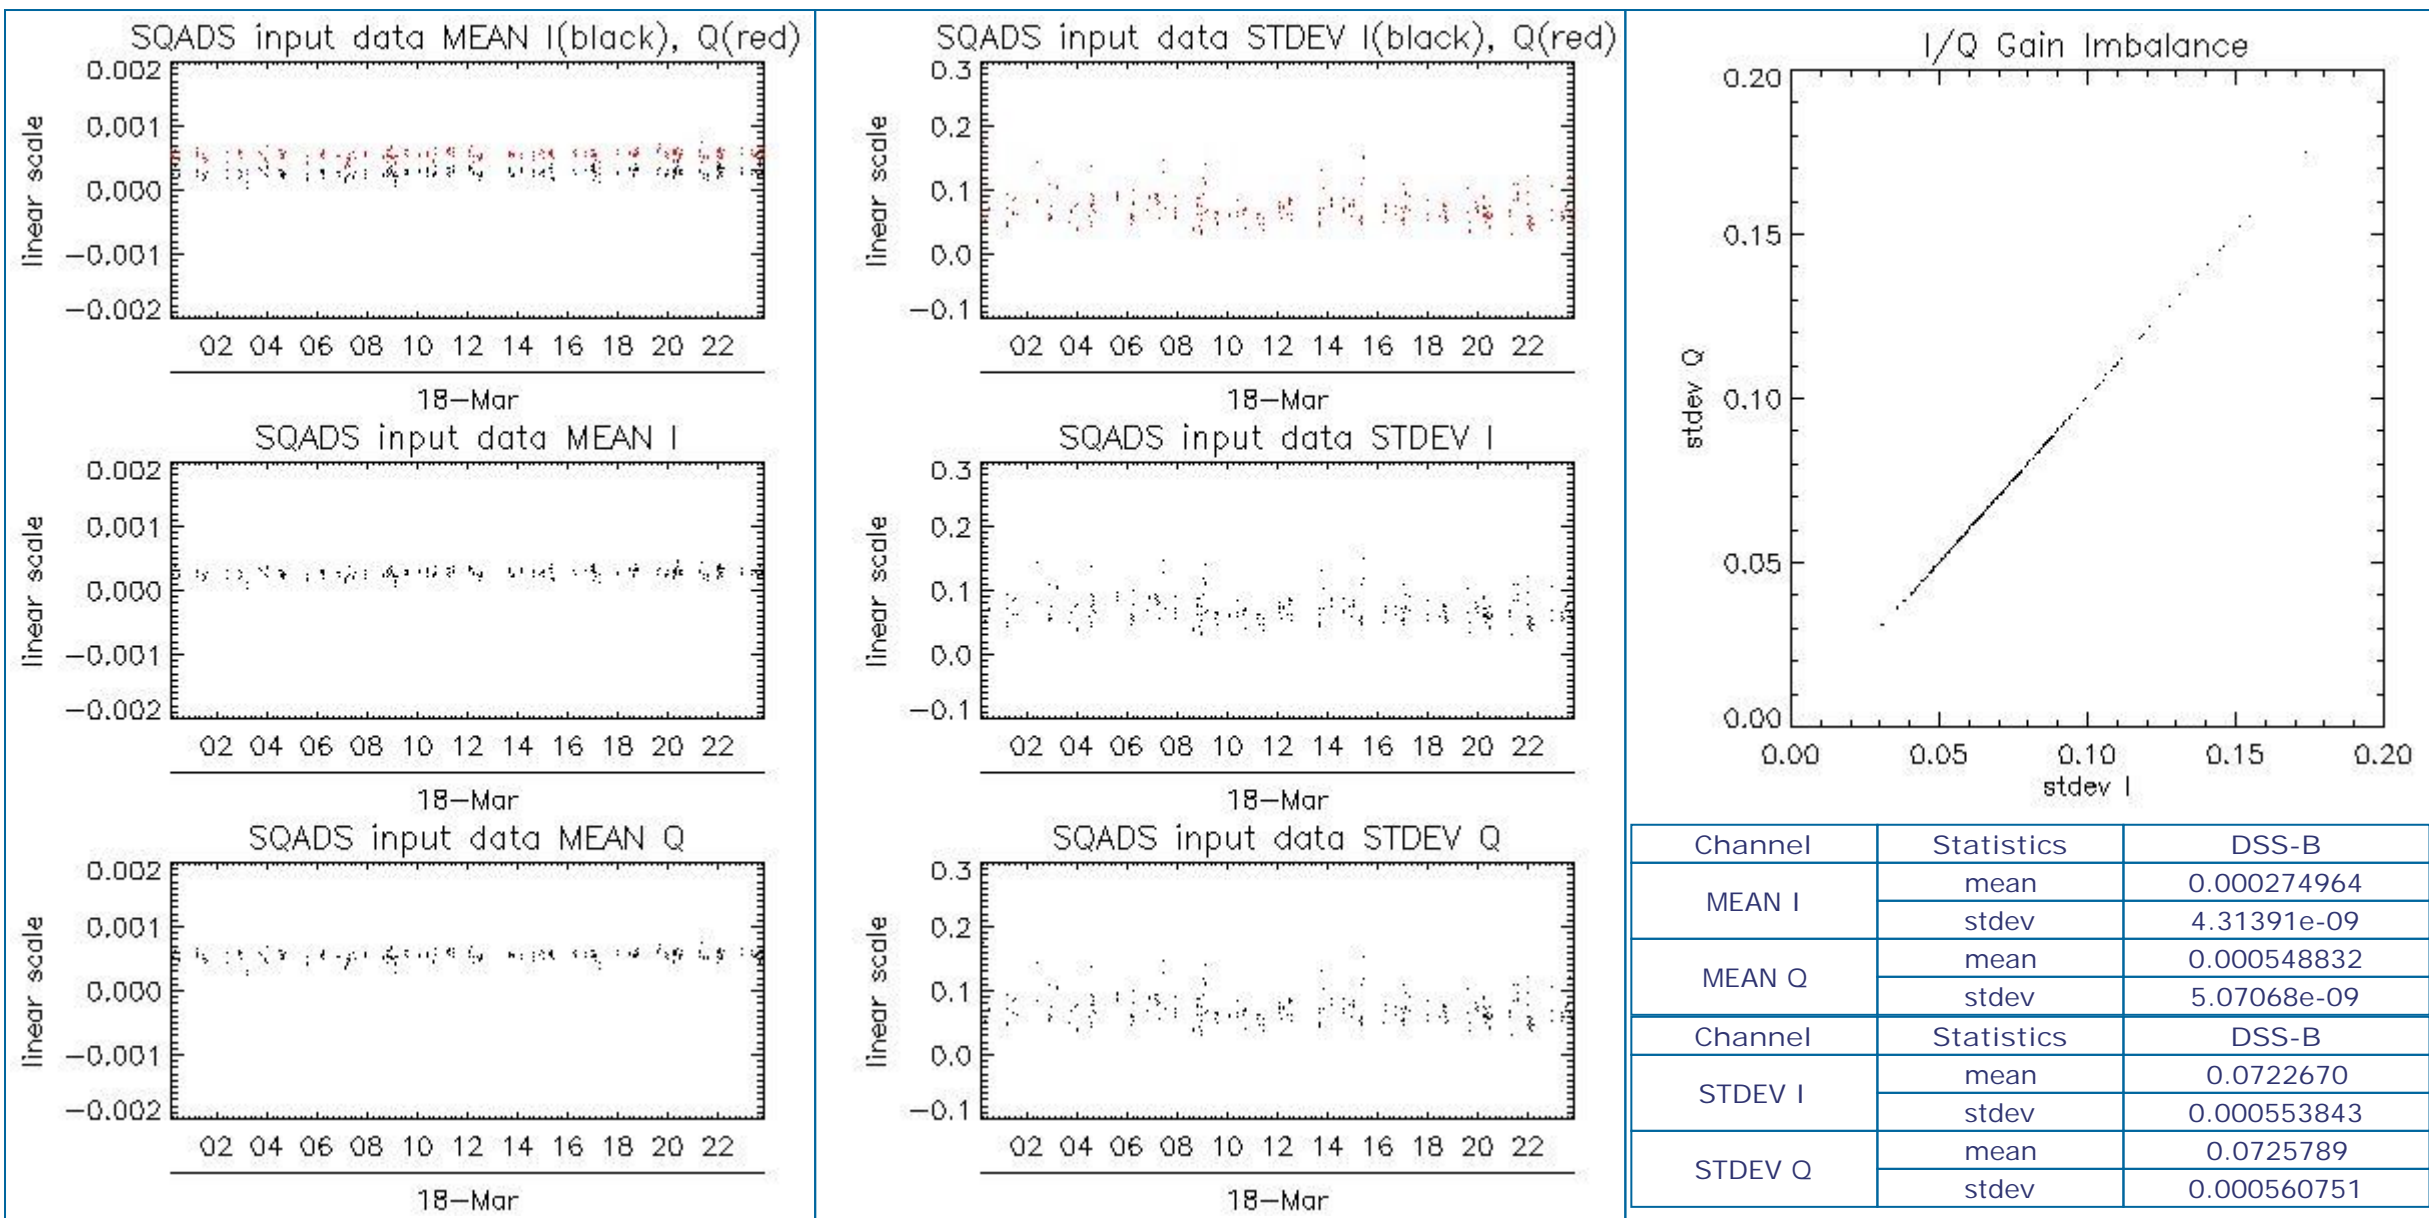 SQADS input data MEAN I(black), Q(red)
0.002
0.001
0.000
−0.001
−0.002
linear scale
02 04 06 08 10 12 14 16 18 20 22
18−Mar
SQADS input data MEAN I
0.002
0.001
0.000
−0.001
−0.002
linear scale
02 04 06 08 10 12 14 16 18 20 22
18−Mar
SQADS input data MEAN Q
0.002
0.001
0.000
−0.001
−0.002
linear scale
02 04 06 08 10 12 14 16 18 20 22
18−Mar
SQADS input data STDEV I(black), Q(red)
0.3
0.2
0.1
0.0
−0.1
linear scale
02 04 06 08 10 12 14 16 18 20 22
18−Mar
SQADS input data STDEV I
0.3
0.2
0.1
0.0
−0.1
linear scale
02 04 06 08 10 12 14 16 18 20 22
18−Mar
SQADS input data STDEV Q
0.3
0.2
0.1
0.0
−0.1
linear scale
02 04 06 08 10 12 14 16 18 20 22
18−Mar
I/Q Gain Imbalance
0.20
0.15
0.10
0.05
0.00
stdev Q
0.00 0.05 0.10 0.15 0.20
stdev I
Channel Statistics DSS-B
MEAN I mean 0.000274964
stdev 4.31391e-09
MEAN Q mean 0.000548832
stdev 5.07068e-09
Channel Statistics DSS-B
STDEV I mean 0.0722670
stdev 0.000553843
STDEV Q mean 0.0725789
stdev 0.000560751